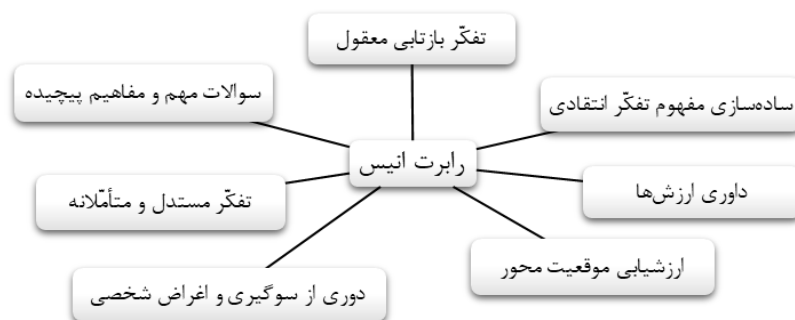 تفکّر بازتابی معقول
سوالات مهم و مفاهیم پیچیده
ساده‌سازی مفهوم تفکّر انتقادی
رابرت انیس
داوری ارزش‌ها
تفکّر مستدل و متأمّلانه
ارزشیابی موقعیت محور
دوری از سوگیری و اغراض شخصی